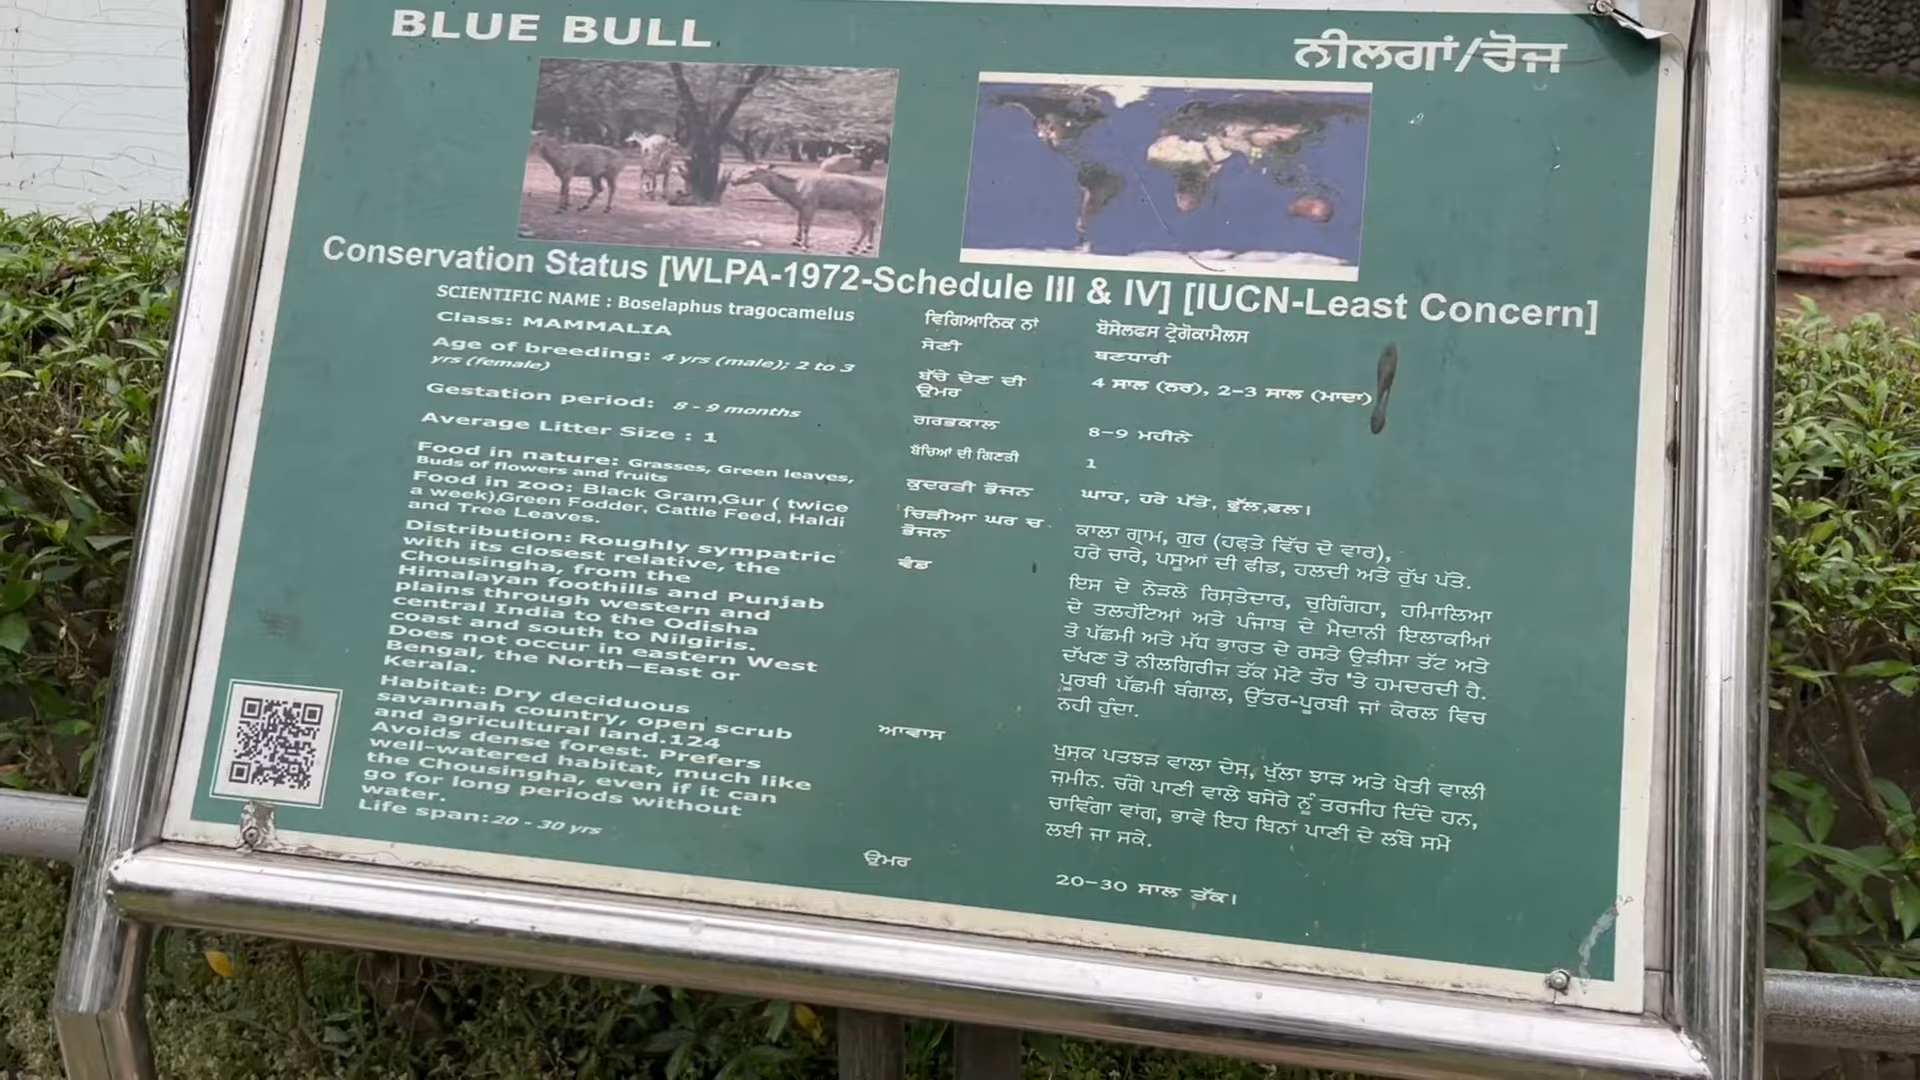 BLUE BULL
ਨੀਲਗਾਂ/ਰੋਜ
Conservation Status [WLPA-1972-Schedule III & IV] [IUCN-Least Concern]
SCIENTIFIC NAME : Boselaphus tragocamelus
Class: MAMMALIA
Age of breeding: 4 yrs (male); 2 to 3
yrs (female)
Gestation period: 8 - 9 months
Average Litter Size : 1
Food in nature: Grasses, Green leaves,
Buds of flowers and fruits
Food in zoo: Black Gram,Gur ( twice
a week),Green Fodder, Cattle Feed, Haldi
and Tree Leaves.
Distribution: Roughly sympatric
with its closest relative, the
Chousingha, from the
Himalayan foothills and Punjab
plains through western and
central India to the Odisha
coast and south to Nilgiris.
Does not occur in eastern West
Bengal, the North-East or
Kerala.
Habitat: Dry deciduous
savannah country, open scrub
and agricultural land.124
Avoids dense forest. Prefers
well-watered habitat, much like
the Chousingha, even if it can
go for long periods without
water.
Life span: 20 - 30 yrs
ਵਿਗਿਆਨਿਕ ਨਾਂ ਬੋਸੇਲਫਸ ਟ੍ਰੇਗੋਕਾਮੈਲਸ
ਸ਼ੇਣੀ ਥਣਧਾਰੀ
ਬੱਚੇ ਦੇਣ ਦੀ
ਉਮਰ 4 ਸਾਲ (ਨਰ), 2-3 ਸਾਲ (ਮਾਦਾ)
ਗਰਭਕਾਲ 8-9 ਮਹੀਨੇ
ਬੱਚਿਆਂ ਦੀ ਗਿਣਤੀ 1
ਕੁਦਰਤੀ ਭੋਜਨ ਘਾਹ, ਹਰੇ ਪੱਤੇ, ਫੁੱਲ,ਫਲ।
ਚਿੜੀਆ ਘਰ ਚ
ਭੋਜਨ
ਕਾਲਾ ਗ੍ਰਾਮ, ਗੁਰ (ਹਫ਼ਤੇ ਵਿੱਚ ਦੋ ਵਾਰ),
ਹਰੇ ਚਾਰੇ, ਪਸ਼ੂਆਂ ਦੀ ਫੀਡ, ਹਲਦੀ ਅਤੇ ਰੁੱਖ ਪੱਤੇ.
ਵੰਡ
ਇਸ ਦੇ ਨੇੜਲੇ ਰਿਸ਼ਤੇਦਾਰ, ਚੁਗਿੰਗਹਾ, ਹਮਿਾਲਿਆ
ਦੇ ਤਲਹੱਟਿਆਂ ਅਤੇ ਪੰਜਾਬ ਦੇ ਮੈਦਾਨੀ ਇਲਾਕਿਆਂ
ਤੋਂ ਪੱਛਮੀ ਅਤੇ ਮੱਧ ਭਾਰਤ ਦੇ ਰਸਤੇ ਉੜੀਸਾ ਤੱਟ ਅਤੇ
ਦੱਖਣ ਤੋਂ ਨੀਲਗਿਰੀਜ ਤੱਕ ਮੋਟੇ ਤੌਰ 'ਤੇ ਹਮਦਰਦੀ ਹੈ.
ਪੂਰਬੀ ਪੱਛਮੀ ਬੰਗਾਲ, ਉੱਤਰ-ਪੂਰਬੀ ਜਾਂ ਕੇਰਲ ਵਿਚ
ਨਹੀ ਹੁੰਦਾ.
ਆਵਾਸ
ਖੁਸ਼ਕ ਪਤਝੜ ਵਾਲਾ ਦੇਸ, ਖੁੱਲਾ ਝਾੜ ਅਤੇ ਖੇਤੀ ਵਾਲੀ
ਜ਼ਮੀਨ. ਚੰਗੇ ਪਾਣੀ ਵਾਲੇ ਬਸੇਰੇ ਨੂੰ ਤਰਜੀਹ ਦਿੰਦੇ ਹਨ,
ਚਾਵਿੰਗਾ ਵਾਂਗ, ਭਾਵੇਂ ਇਹ ਬਿਨਾਂ ਪਾਣੀ ਦੇ ਲੰਬੇ ਸਮੇਂ
ਲਈ ਜਾ ਸਕੇ.
ਉਮਰ 20-30 ਸਾਲ ਤੱਕ।